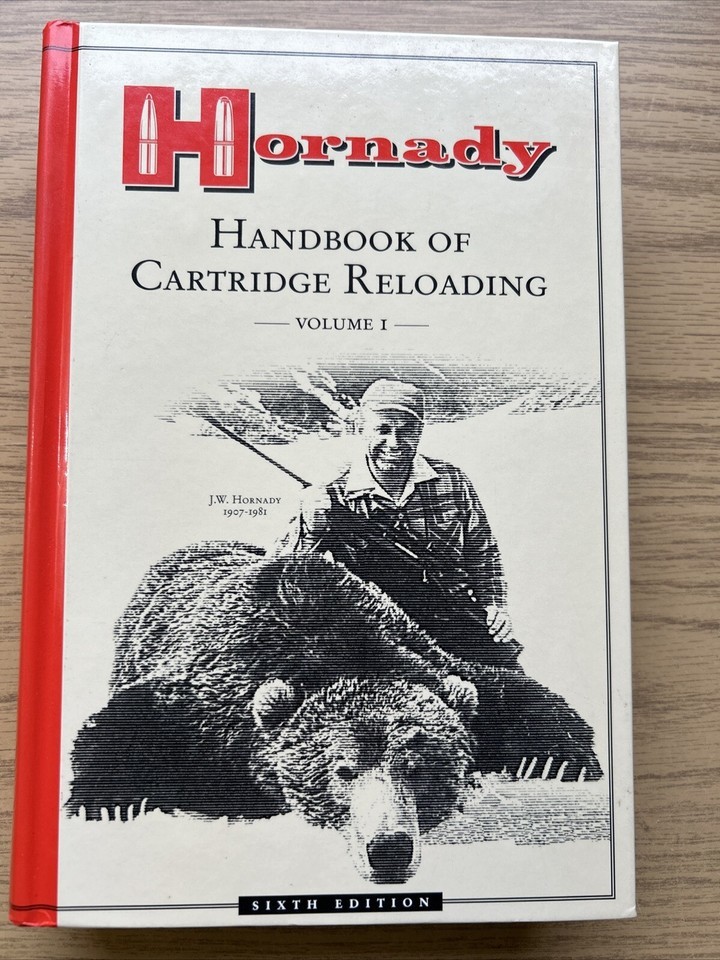 Hornady
HANDBOOK OF
CARTRIDGE RELOADING
VOLUME I
J.W. HORNADY
1907-1981
SIXTH EDITION